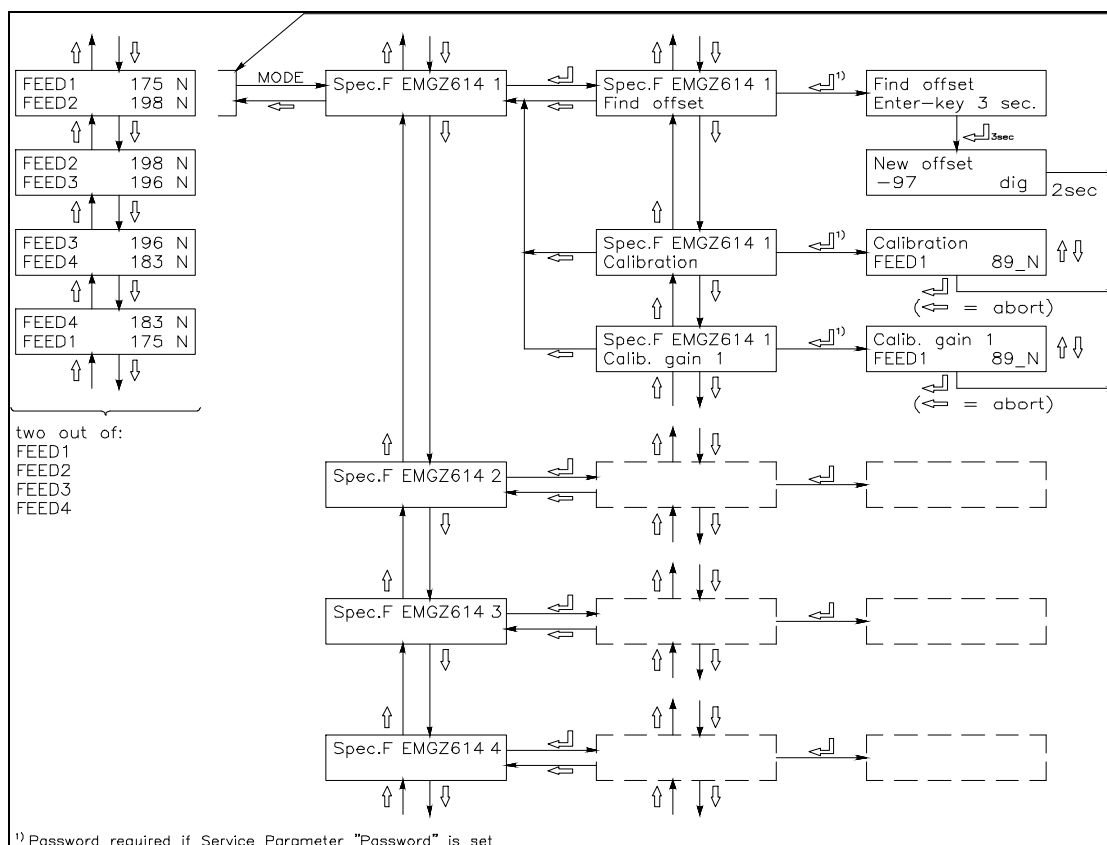 FEED1 175 N
FEED2 198 N
FEED2 198 N
FEED3 196 N
FEED3 196 N
FEED4 183 N
FEED4 183 N
FEED1 175 N
two out of:
FEED1
FEED2
FEED3
FEED4
MODE
Spec.F EMGZ614 1
Spec.F EMGZ614 2
Spec.F EMGZ614 3
Spec.F EMGZ614 4
Spec.F EMGZ614 1
Find offset
1)
Find offset
Enter-key 3 sec.
3sec
New offset
-97 dig
2sec
Spec.F EMGZ614 1
Calibration
1)
Calibration
FEED1 89_N
(⇦ = abort)
Spec.F EMGZ614 1
Calib. gain 1
1)
Calib. gain 1
FEED1 89_N
(⇦ = abort)
1) Password required if Service Parameter "Password" is set